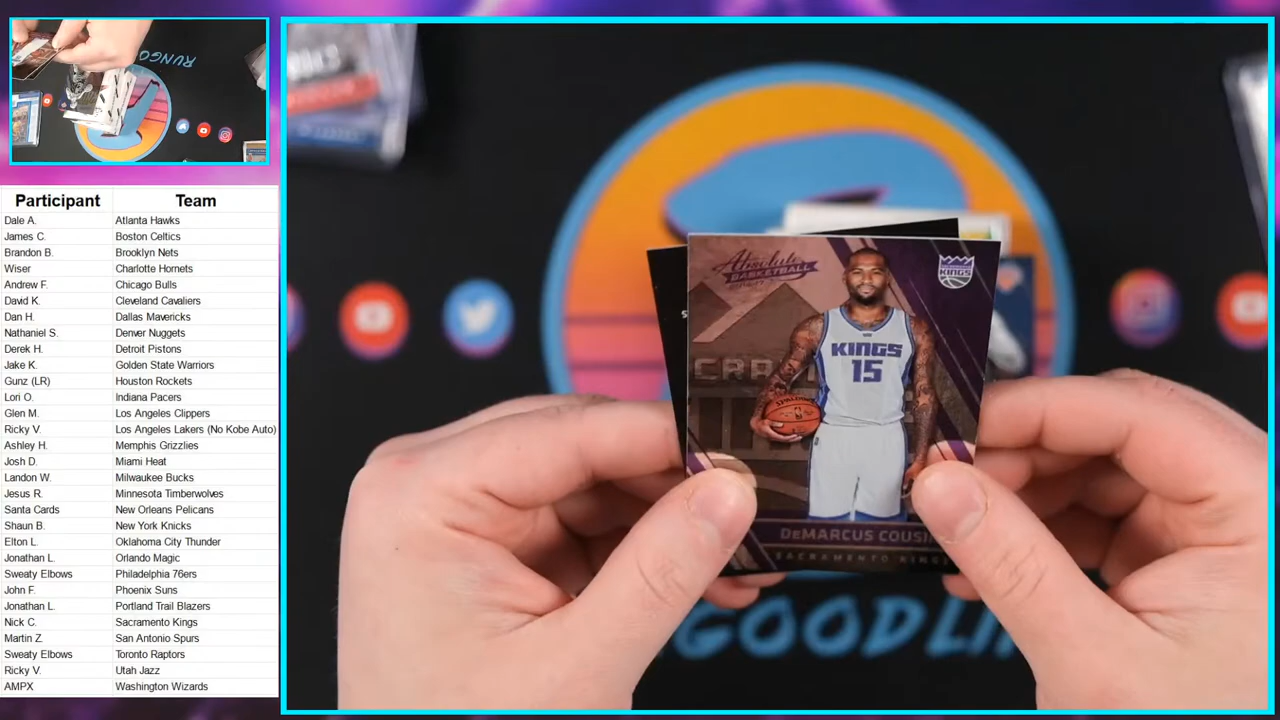 RUNGO
Participant Team
Dale A. Atlanta Hawks
James C. Boston Celtics
Brandon B. Brooklyn Nets
Wiser Charlotte Hornets
Andrew F. Chicago Bulls
David K. Cleveland Cavaliers
Dan H. Dallas Mavericks
Nathaniel S. Denver Nuggets
Derek H. Detroit Pistons
Jake K. Golden State Warriors
Gunz (LR) Houston Rockets
Lori O. Indiana Pacers
Glen M. Los Angeles Clippers
Ricky V. Los Angeles Lakers (No Kobe Auto)
Ashley H. Memphis Grizzlies
Josh D. Miami Heat
Landon W. Milwaukee Bucks
Jesus R. Minnesota Timberwolves
Santa Cards New Orleans Pelicans
Shaun B. New York Knicks
Elton L. Oklahoma City Thunder
Jonathan L. Orlando Magic
Sweaty Elbows Philadelphia 76ers
John F. Phoenix Suns
Jonathan L. Portland Trail Blazers
Nick C. Sacramento Kings
Martin Z. San Antonio Spurs
Sweaty Elbows Toronto Raptors
Ricky V. Utah Jazz
AMPX Washington Wizards
Absolute
BASKETBALL
KINGS
KINGS
15
SPALDING
DEMARCUS COUSIN
SACRAMENTO KINGS
GOODLI